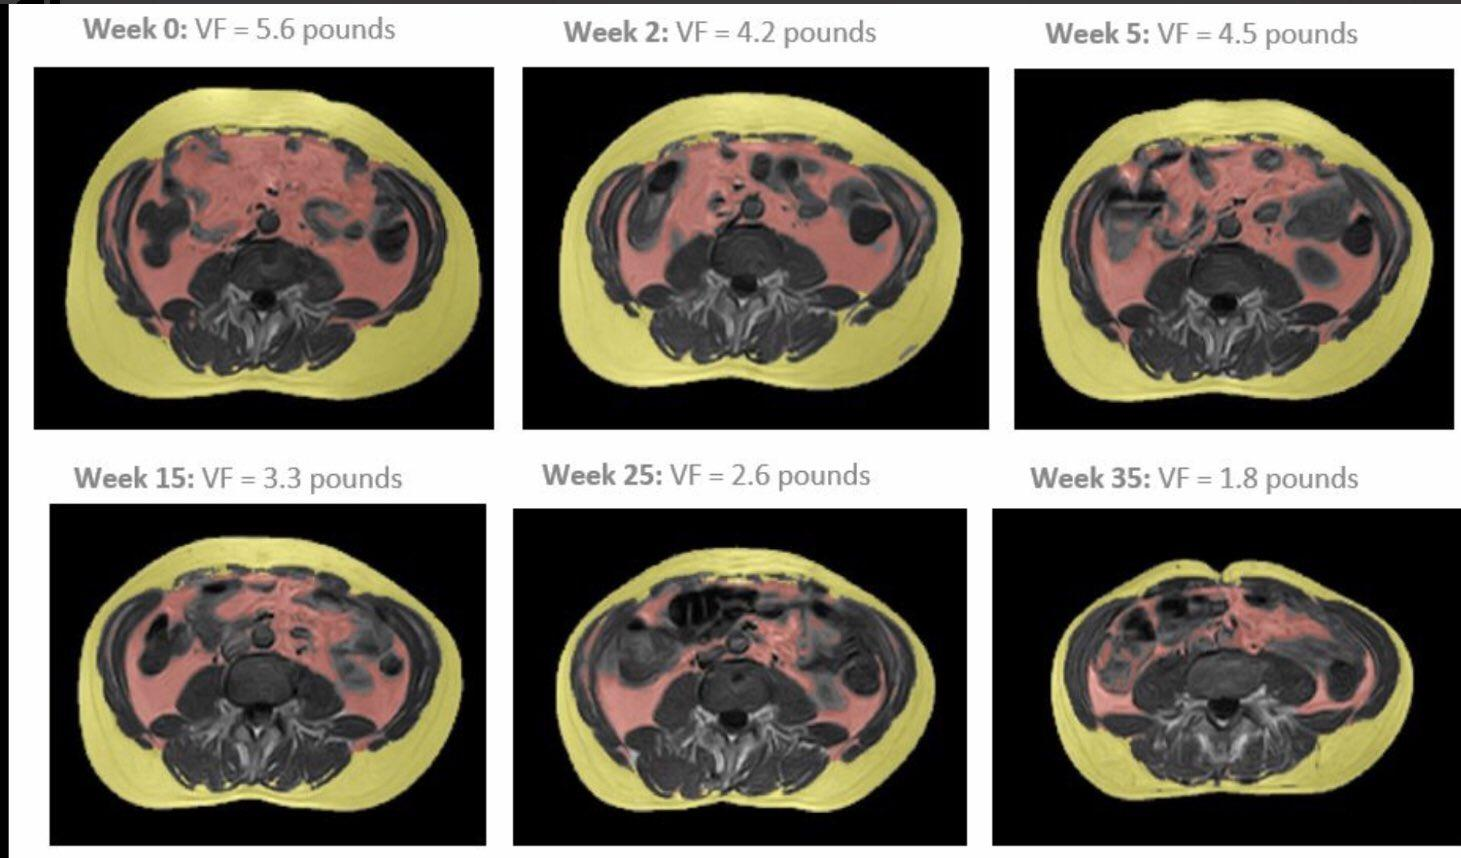 Week 0: VF = 5.6 pounds
Week 2: VF = 4.2 pounds
Week 5: VF = 4.5 pounds
Week 15: VF = 3.3 pounds
Week 25: VF = 2.6 pounds
Week 35: VF = 1.8 pounds